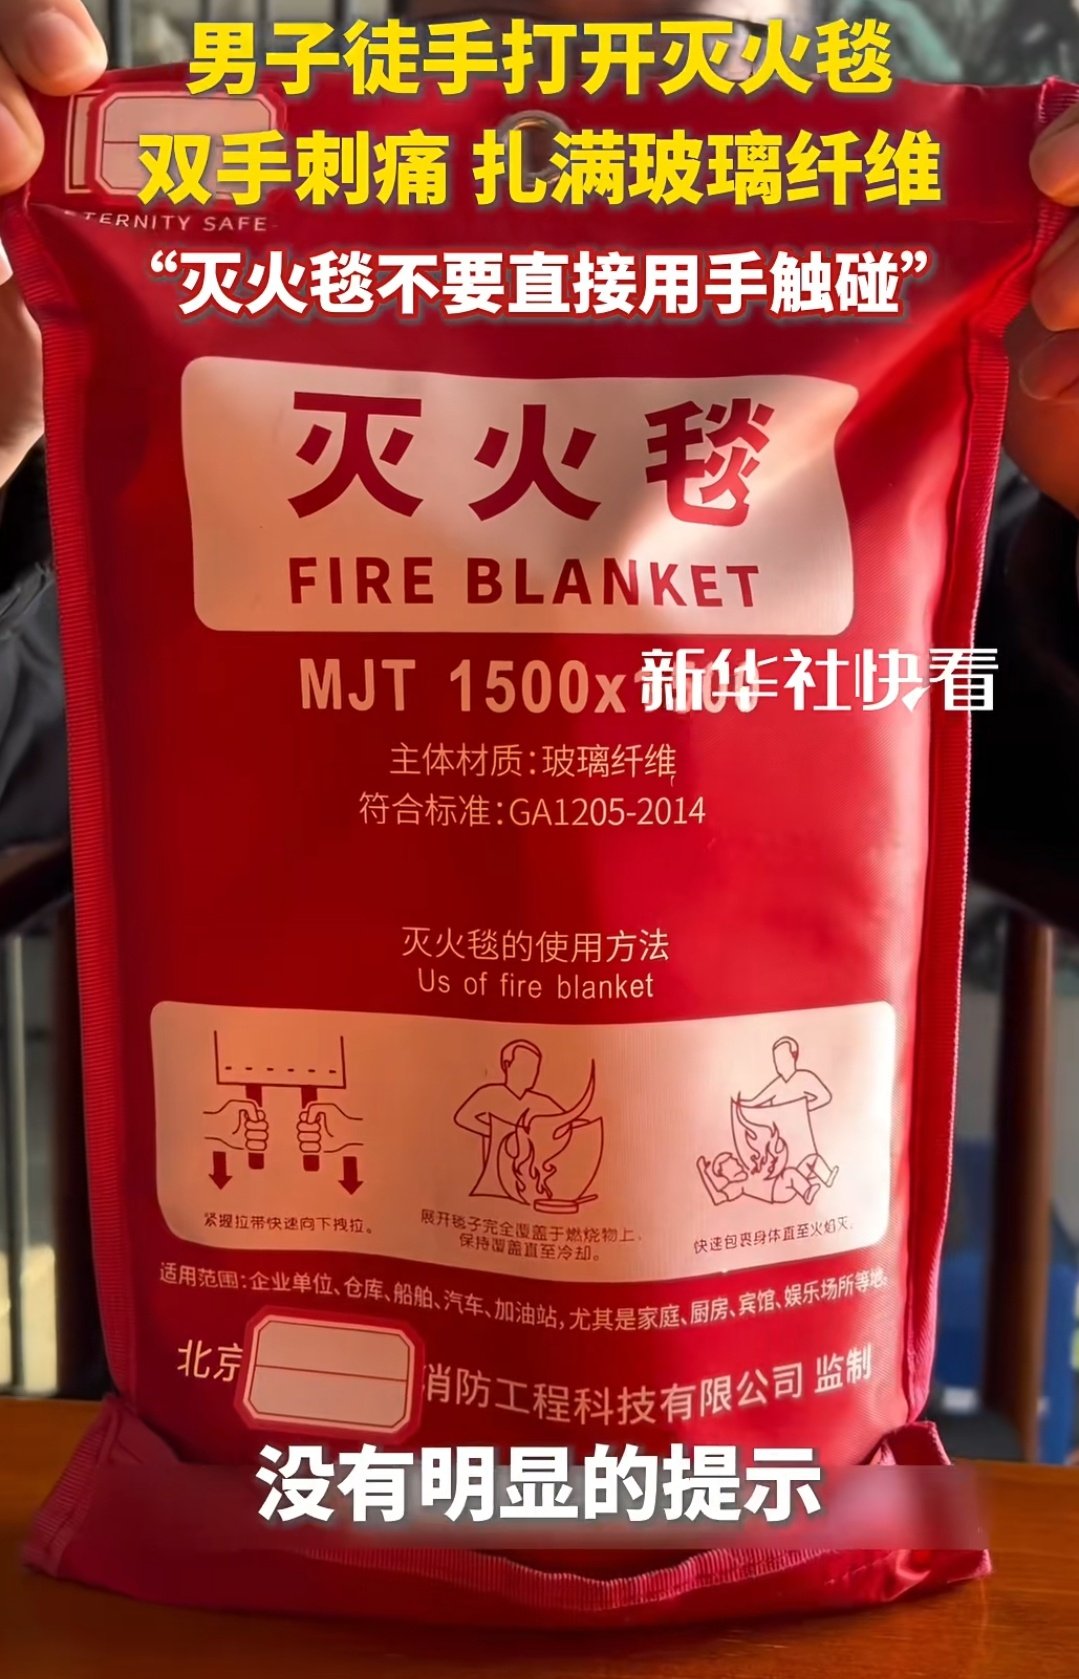 男子徒手打开灭火毯
双手刺痛 扎满玻璃纤维
ETERNITY SAFE
“灭火毯不要直接用手触碰”
灭火毯
FIRE BLANKET
MJT 1500x
新华社快看
主体材质:玻璃纤维
符合标准:GA1205-2014
灭火毯的使用方法
Us of fire blanket
紧握拉带快速向下拽拉。
展开毯子完全覆盖于燃烧物上,
保持覆盖直至冷却。
快速包裹身体直至火焰灭。
适用范围:企业单位、仓库、船舶、汽车、加油站,尤其是家庭、厨房、宾馆、娱乐场所等地。
北京
消防工程科技有限公司 监制
没有明显的提示